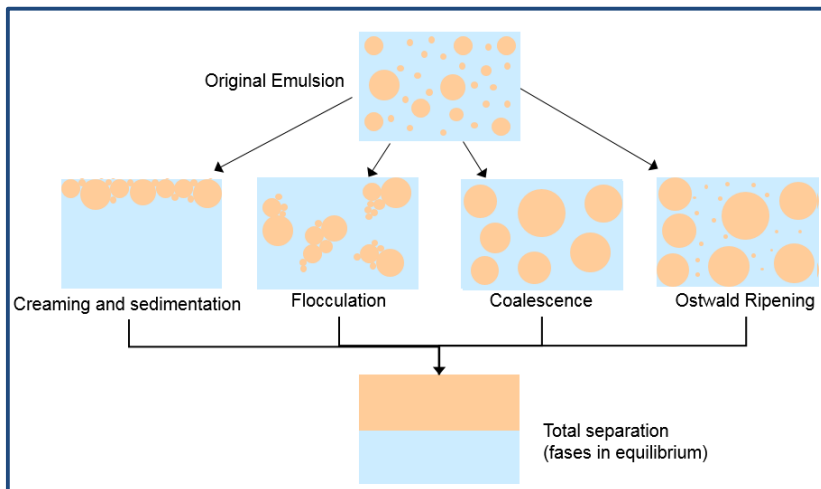 Original Emulsion
Creaming and sedimentation
Flocculation
Coalescence
Ostwald Ripening
Total separation
(fases in equilibrium)